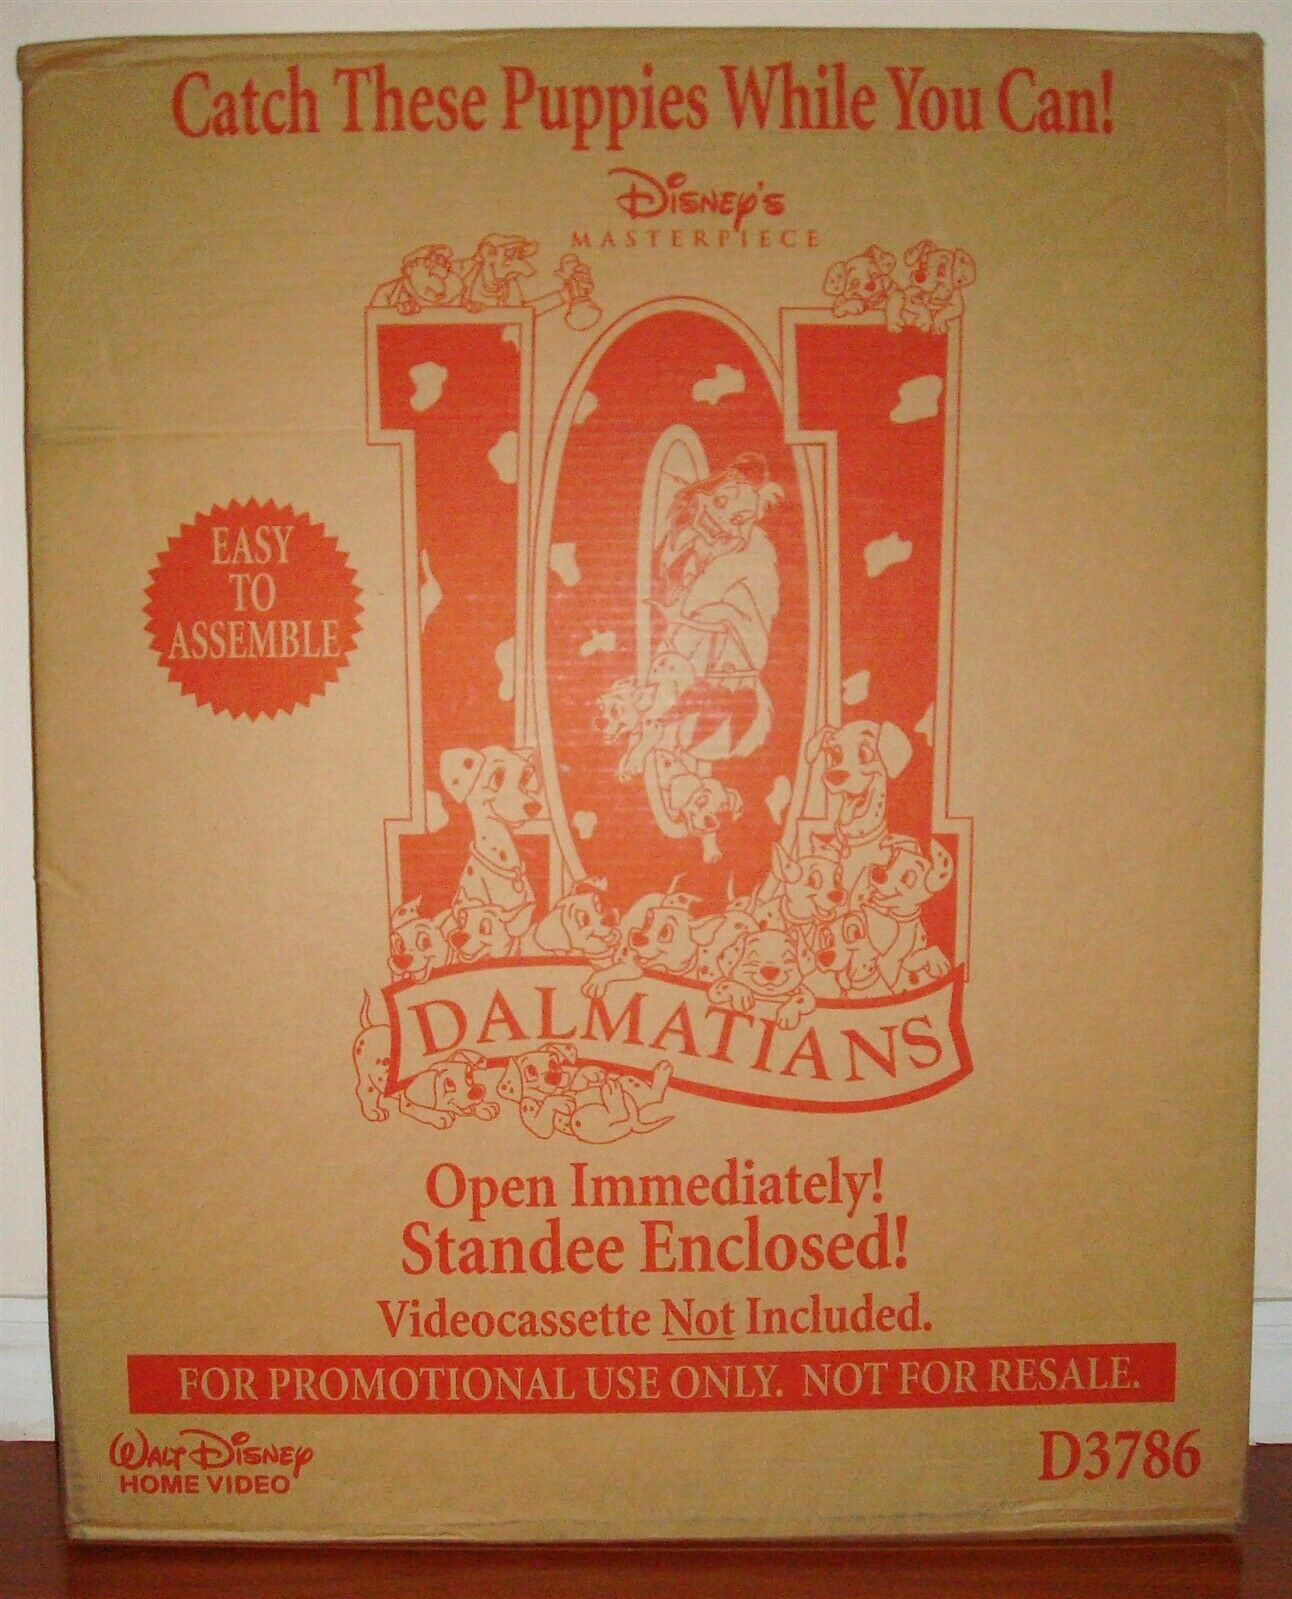 Catch These Puppies While You Can!
Disney's
MASTERPIECE
101
EASY
TO
ASSEMBLE
DALMATIANS
Open Immediately!
Standee Enclosed!
Videocassette Not Included.
FOR PROMOTIONAL USE ONLY. NOT FOR RESALE.
Walt Disney
HOME VIDEO
D3786